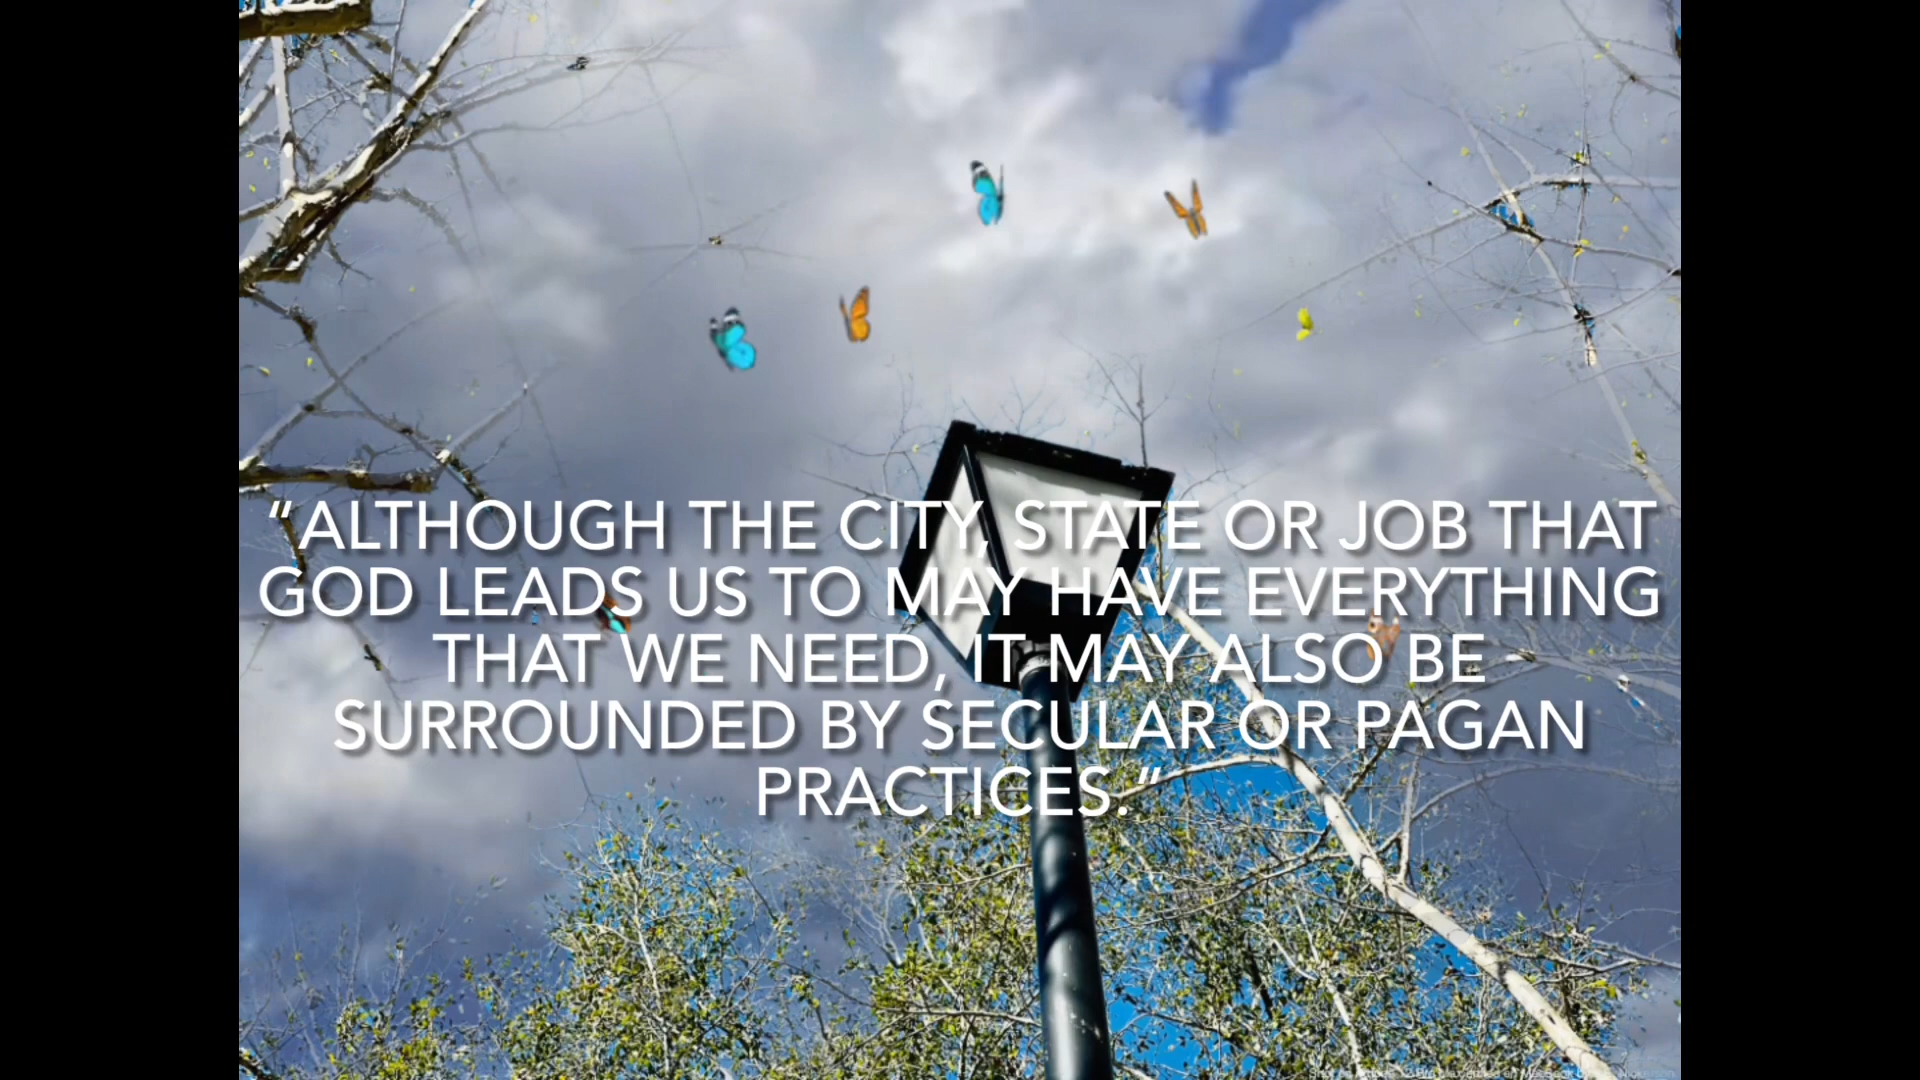 “ALTHOUGH THE CITY, STATE OR JOB THAT
GOD LEADS US TO MAY HAVE EVERYTHING
THAT WE NEED, IT MAY ALSO BE
SURROUNDED BY SECULAR OR PAGAN
PRACTICES.”